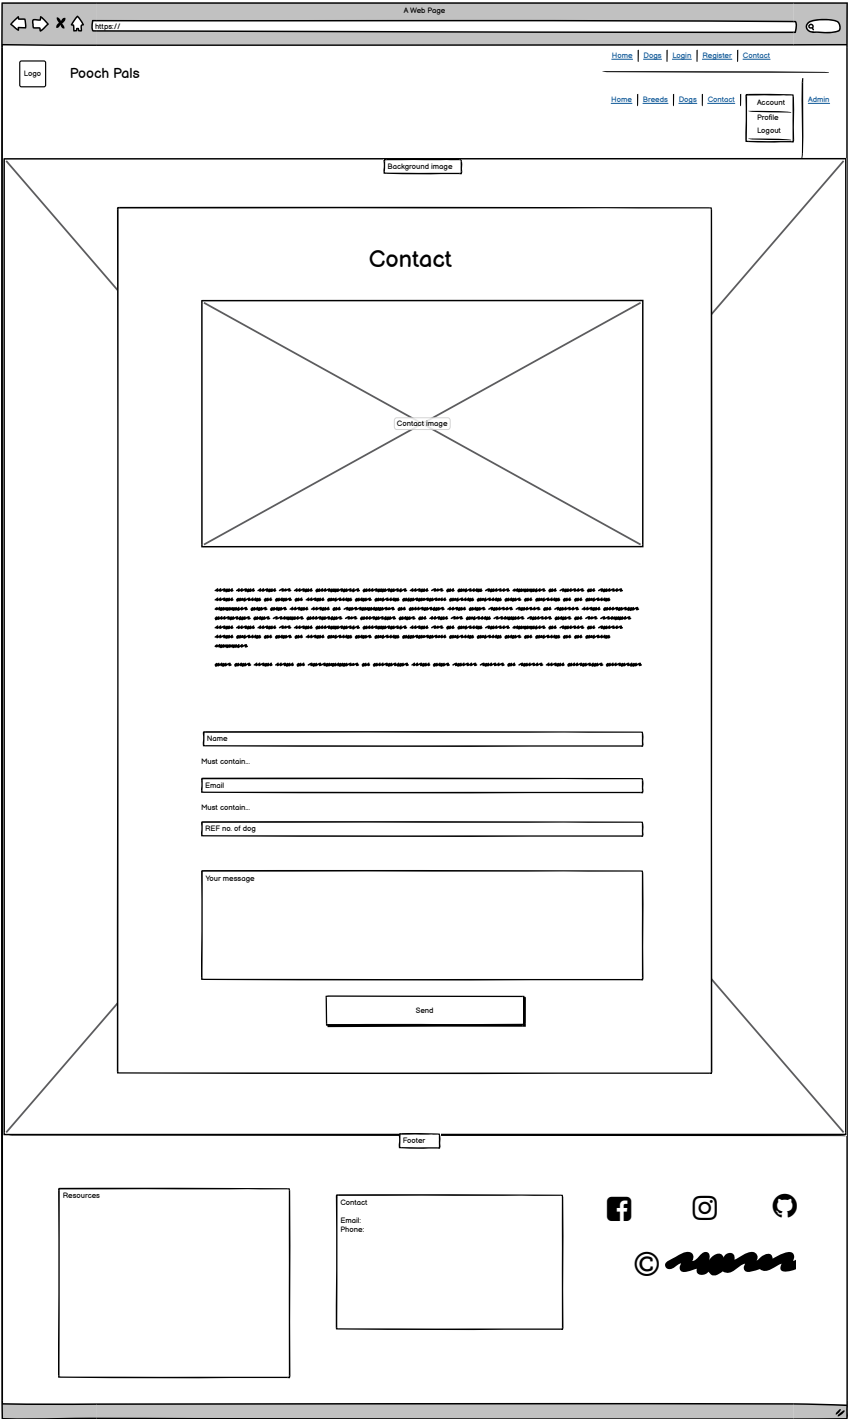 A Web Page
https://
Logo
Pooch Pals
Home | Dogs | Login | Register | Contact
Home | Breeds | Dogs | Contact | Account
Profile
Logout
Admin
Background image
Contact
Contact image
Name
Must contain...
Email
Must contain...
REF no. of dog
Your message
Send
Footer
Resources
Contact
Email:
Phone:
©